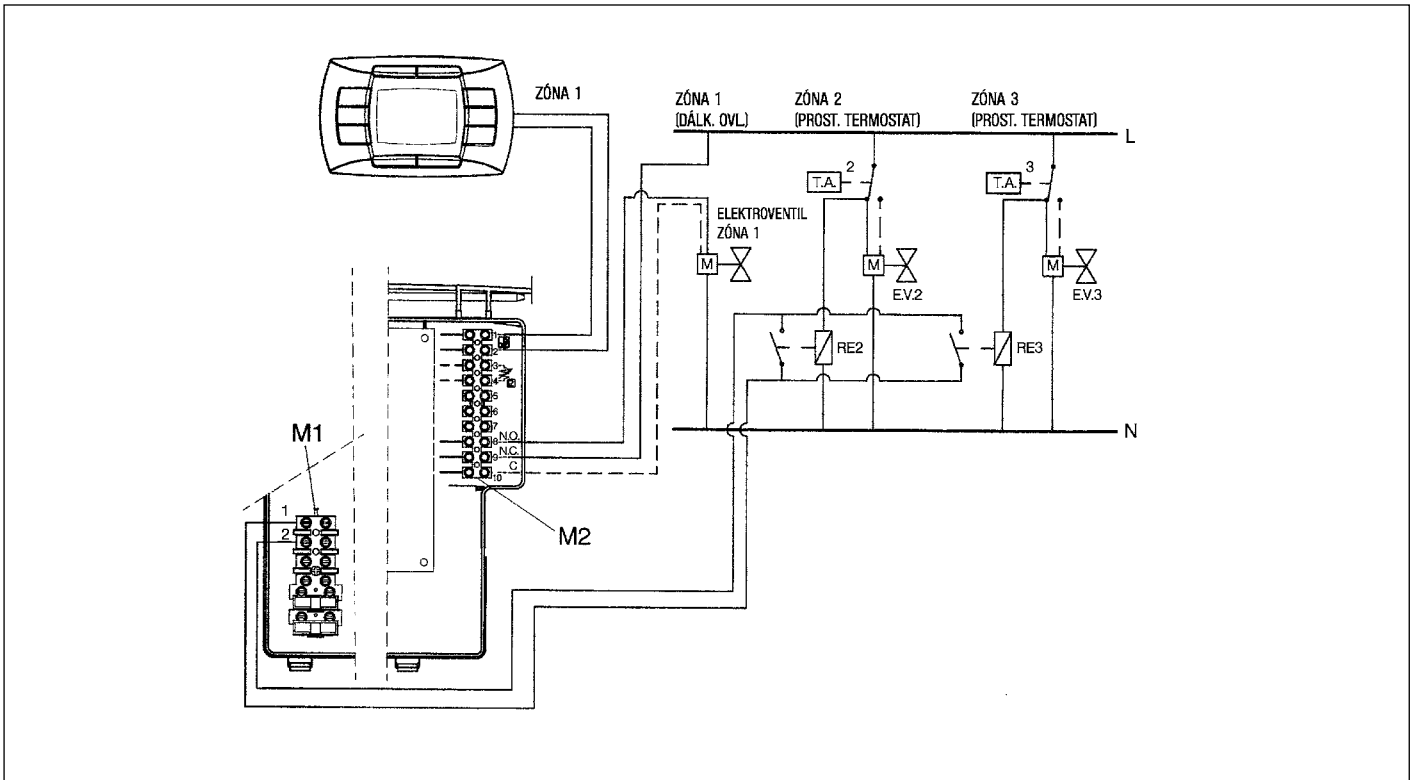 ZÓNA 1
ZÓNA 1
(DÁLK. OVL.)
ZÓNA 2
(PROST. TERMOSTAT)
ZÓNA 3
(PROST. TERMOSTAT)
L
2
T.A.
3
T.A.
ELEKTROVENTIL
ZÓNA 1
M
M
E.V.2
M
E.V.3
RE2
RE3
N
1
2
3
4
5
6
7
8
N.O.
9
N.C.
10
C
M1
M2
1
2